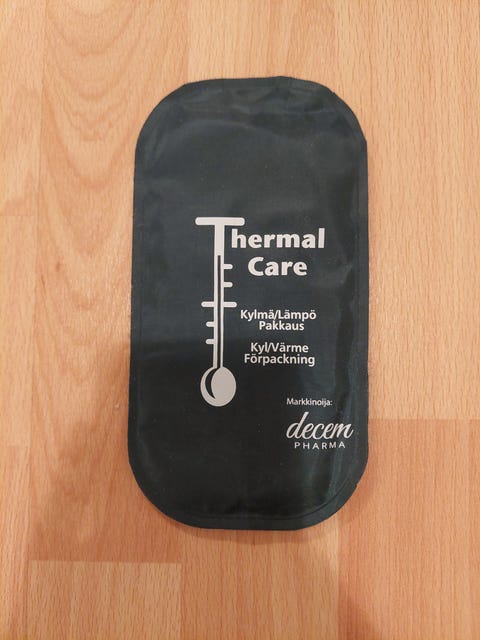 Thermal
Care
Kylmä/Lämpö
Pakkaus
Kyl/Värme
Förpackning
Markkinoija:
decem
PHARMA